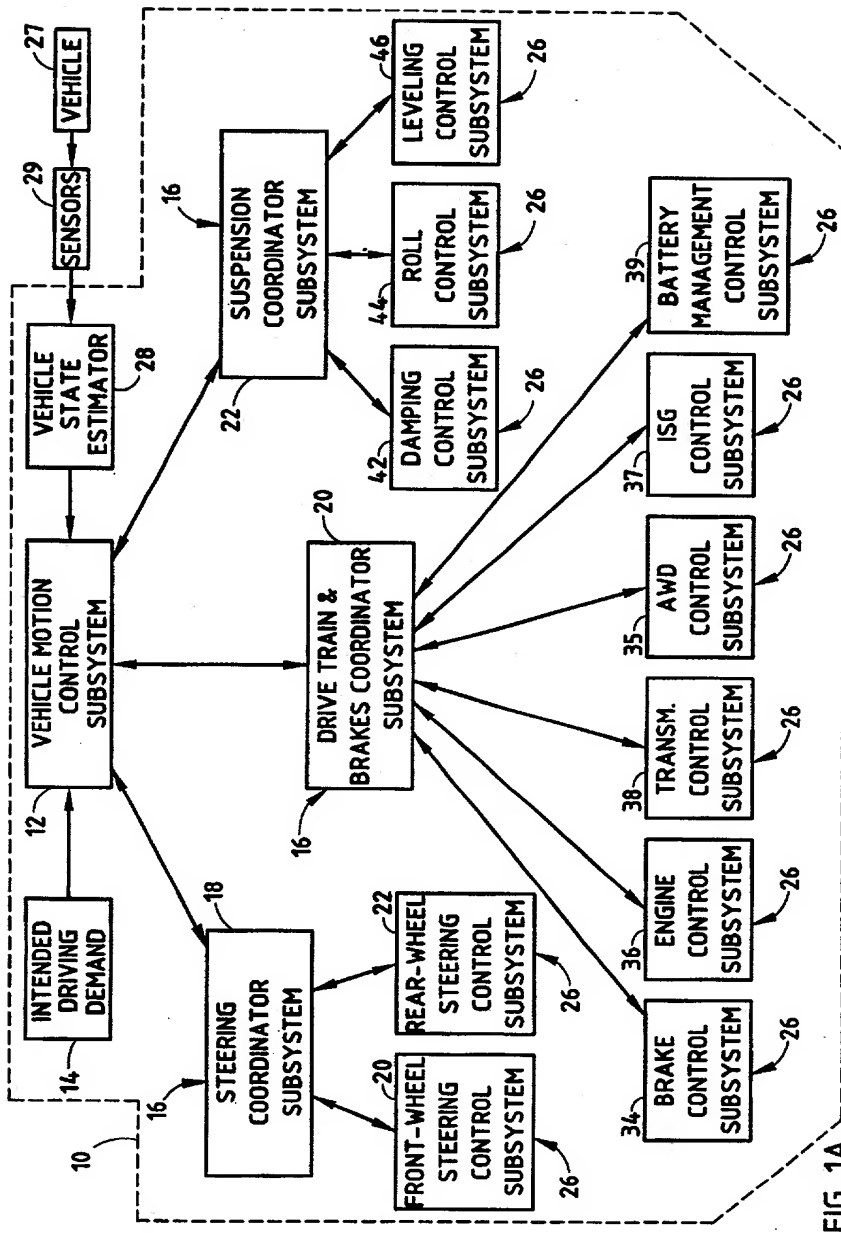 10
14
INTENDED
DRIVING
DEMAND
12
VEHICLE MOTION
CONTROL
SUBSYSTEM
VEHICLE
STATE
ESTIMATOR
28
29
SENSORS
27
VEHICLE
16
18
STEERING
COORDINATOR
SUBSYSTEM
16
20
DRIVE TRAIN &
BRAKES COORDINATOR
SUBSYSTEM
16
22
SUSPENSION
COORDINATOR
SUBSYSTEM
20
FRONT-WHEEL
STEERING
CONTROL
SUBSYSTEM
26
22
REAR-WHEEL
STEERING
CONTROL
SUBSYSTEM
26
42
DAMPING
CONTROL
SUBSYSTEM
26
44
ROLL
CONTROL
SUBSYSTEM
26
46
LEVELING
CONTROL
SUBSYSTEM
26
34
BRAKE
CONTROL
SUBSYSTEM
26
36
ENGINE
CONTROL
SUBSYSTEM
26
38
TRANSM.
CONTROL
SUBSYSTEM
26
35
AWD
CONTROL
SUBSYSTEM
26
37
ISG
CONTROL
SUBSYSTEM
26
39
BATTERY
MANAGEMENT
CONTROL
SUBSYSTEM
26
FIG. 1A